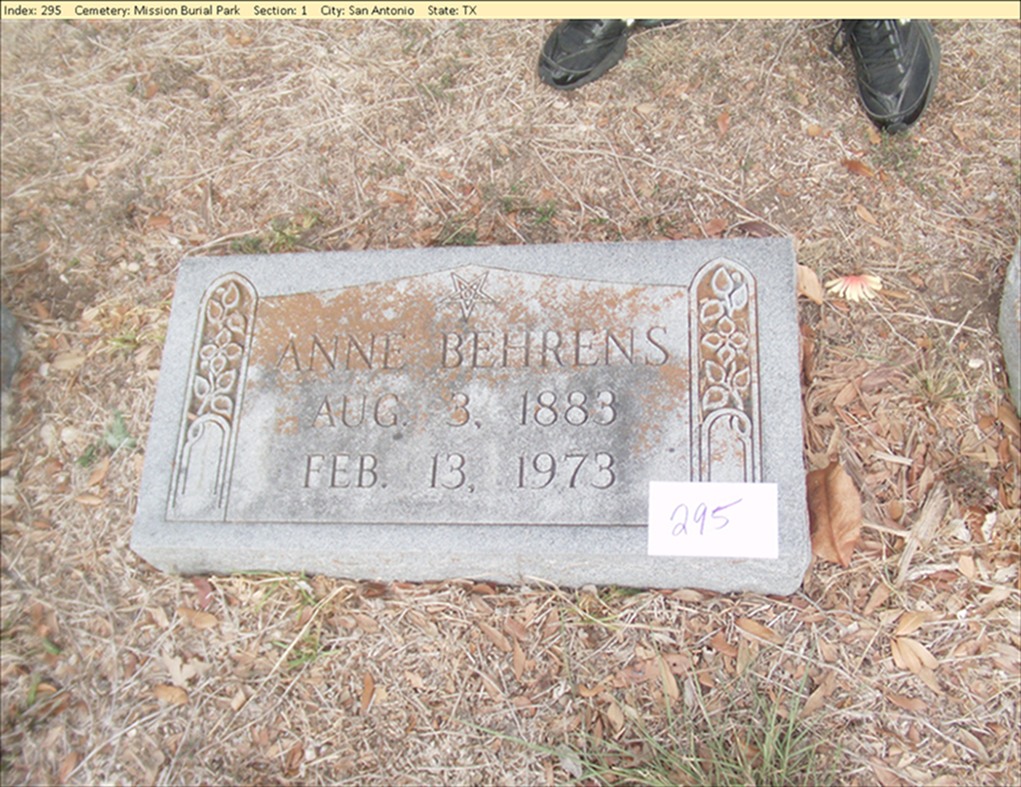 Index: 295 Cemetery: Mission Burial Park Section: 1 City: San Antonio State: TX
ANNE BEHRENS
AUG. 3, 1883
FEB. 13, 1973
295